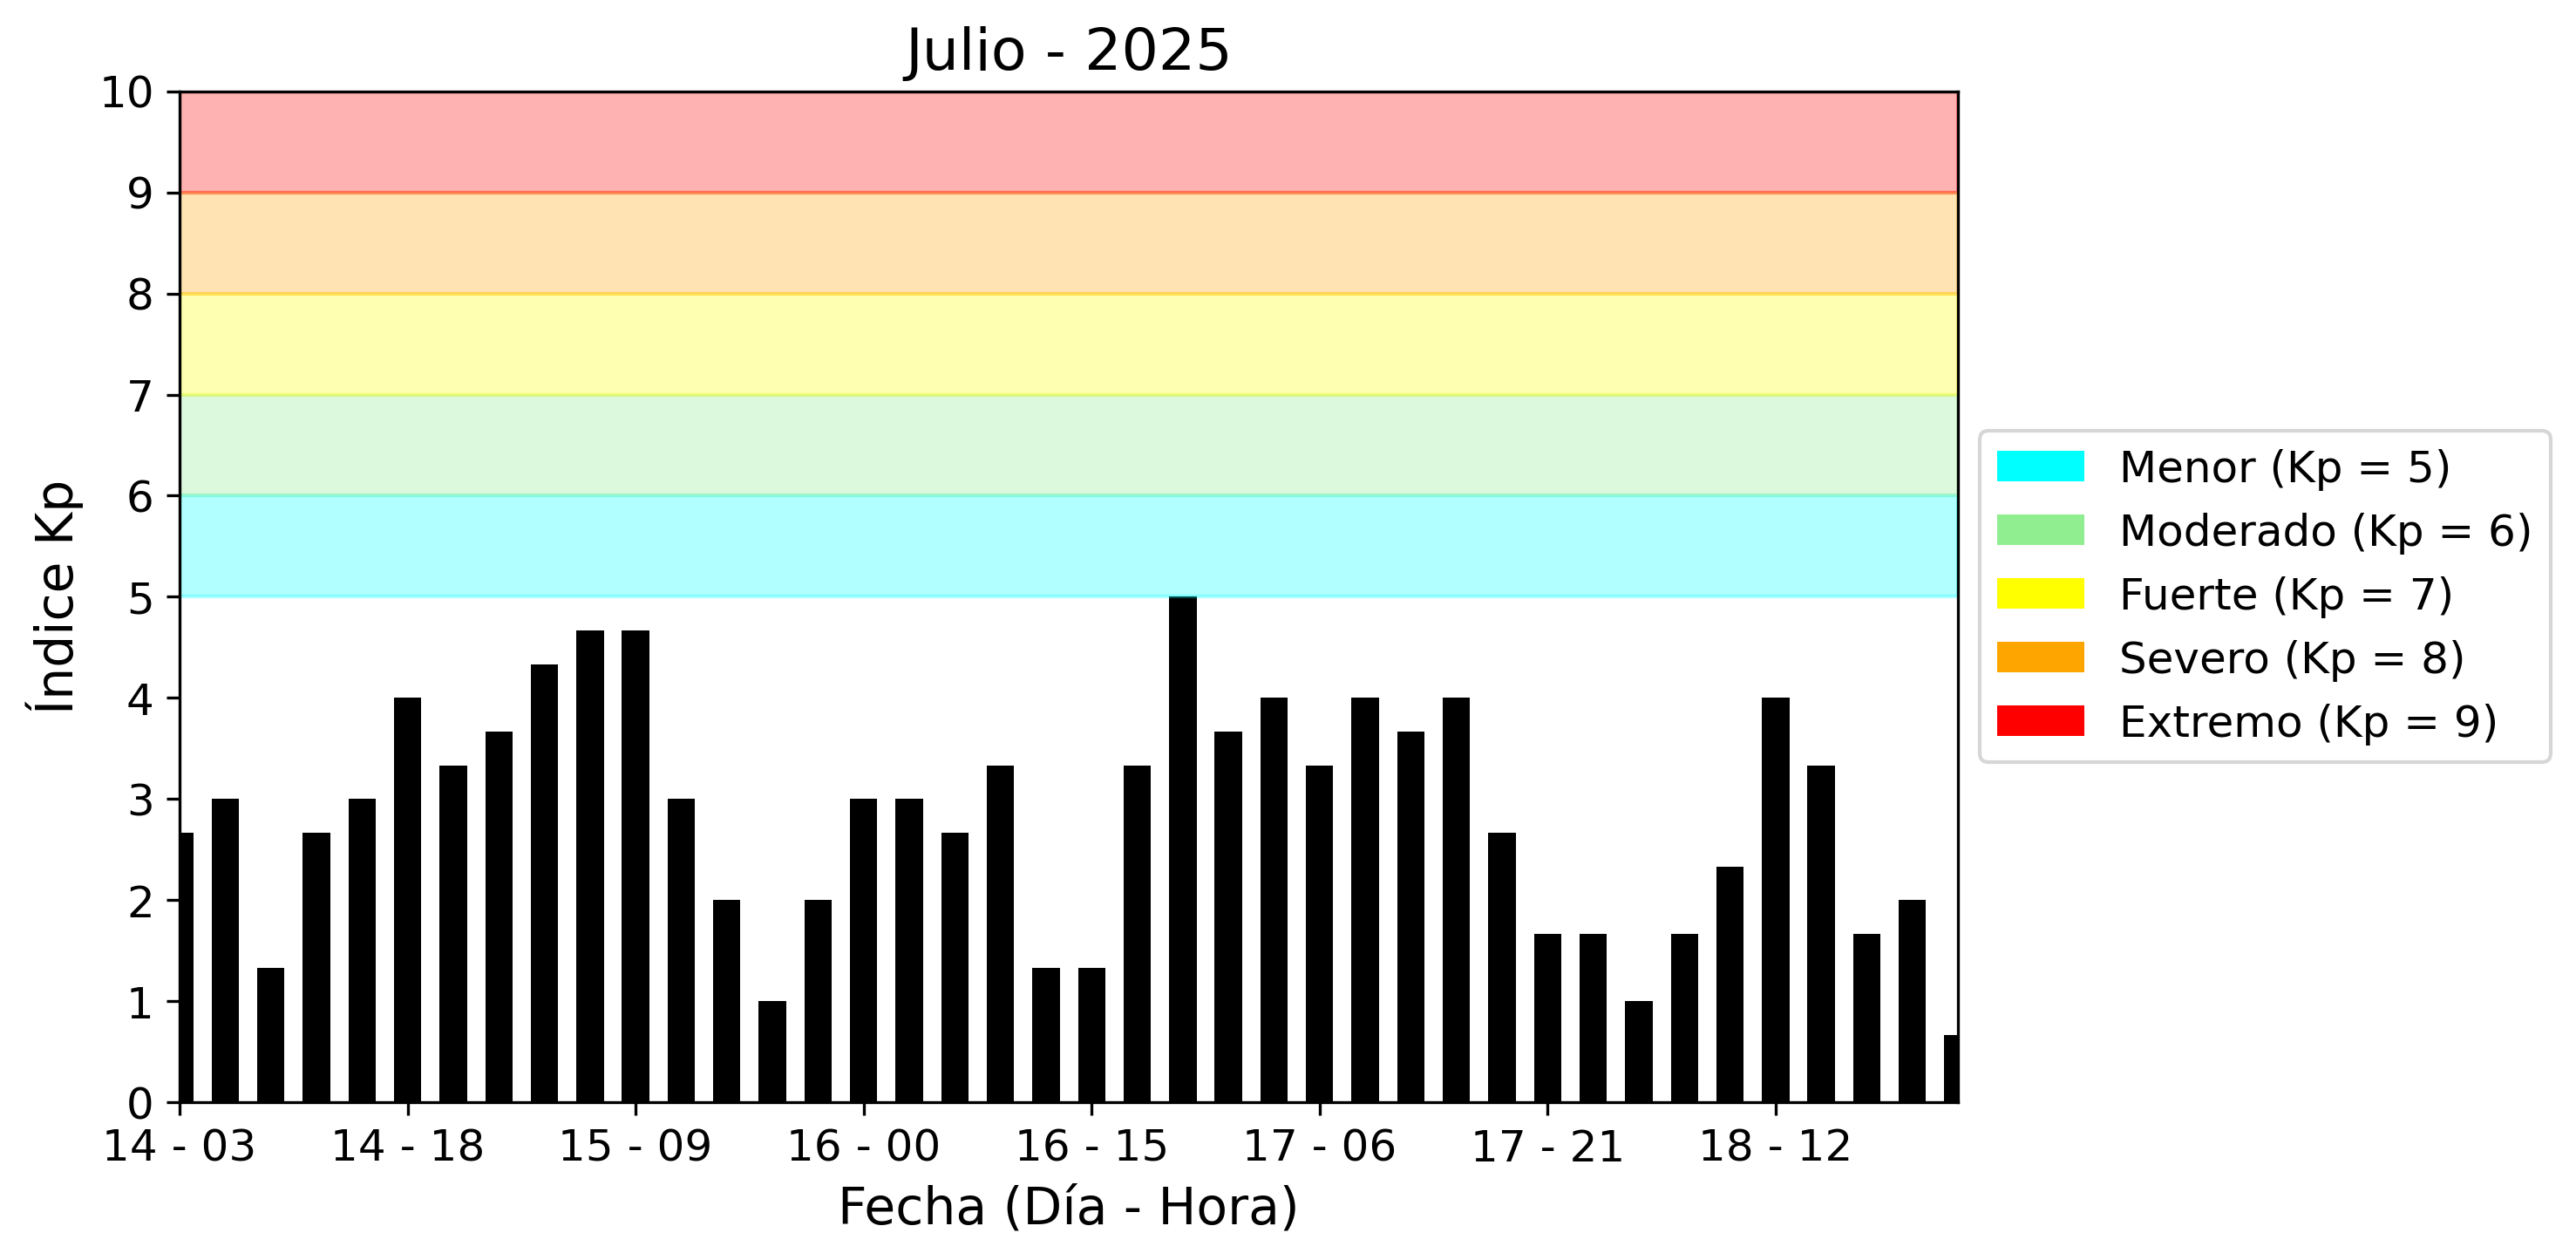 Julio - 2025
10
9
8
7
6
5
4
3
2
1
0
Índice Kp
14 - 03
14 - 18
15 - 09
16 - 00
16 - 15
17 - 06
17 - 21
18 - 12
Fecha (Día - Hora)
Menor (Kp = 5)
Moderado (Kp = 6)
Fuerte (Kp = 7)
Severo (Kp = 8)
Extremo (Kp = 9)